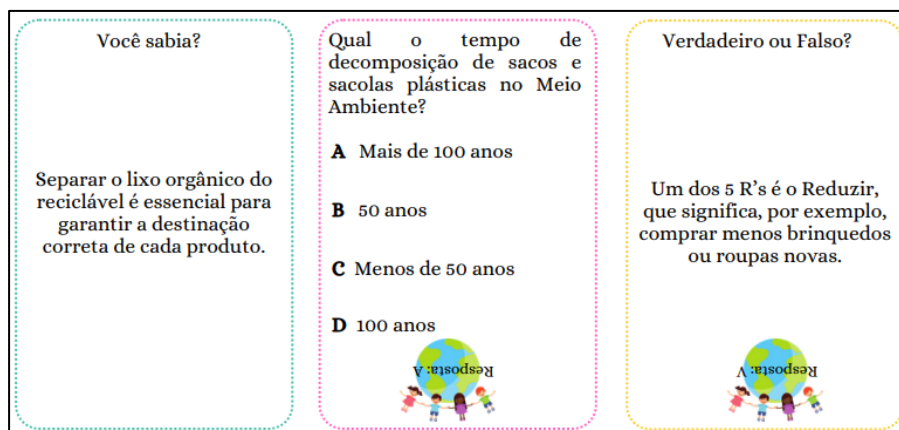 Você sabia?
Separar o lixo orgânico do
reciclável é essencial para
garantir a destinação
correta de cada produto.
Qual o tempo de
decomposição de sacos e
sacolas plásticas no Meio
Ambiente?
A Mais de 100 anos
B 50 anos
C Menos de 50 anos
D 100 anos
Resposta: A
Verdadeiro ou Falso?
Um dos 5 R’s é o Reduzir,
que significa, por exemplo,
comprar menos brinquedos
ou roupas novas.
Resposta: V